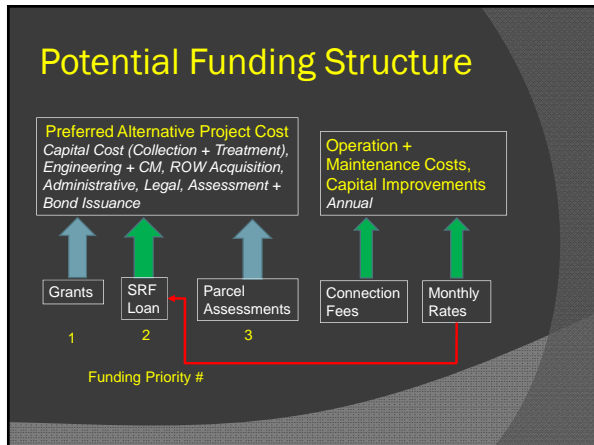 Potential Funding Structure
Preferred Alternative Project Cost
Capital Cost (Collection + Treatment),
Engineering + CM, ROW Acquisition,
Administrative, Legal, Assessment +
Bond Issuance
Operation +
Maintenance Costs,
Capital Improvements
Annual
Grants
SRF
Loan
Parcel
Assessments
Connection
Fees
Monthly
Rates
1
2
3
Funding Priority #